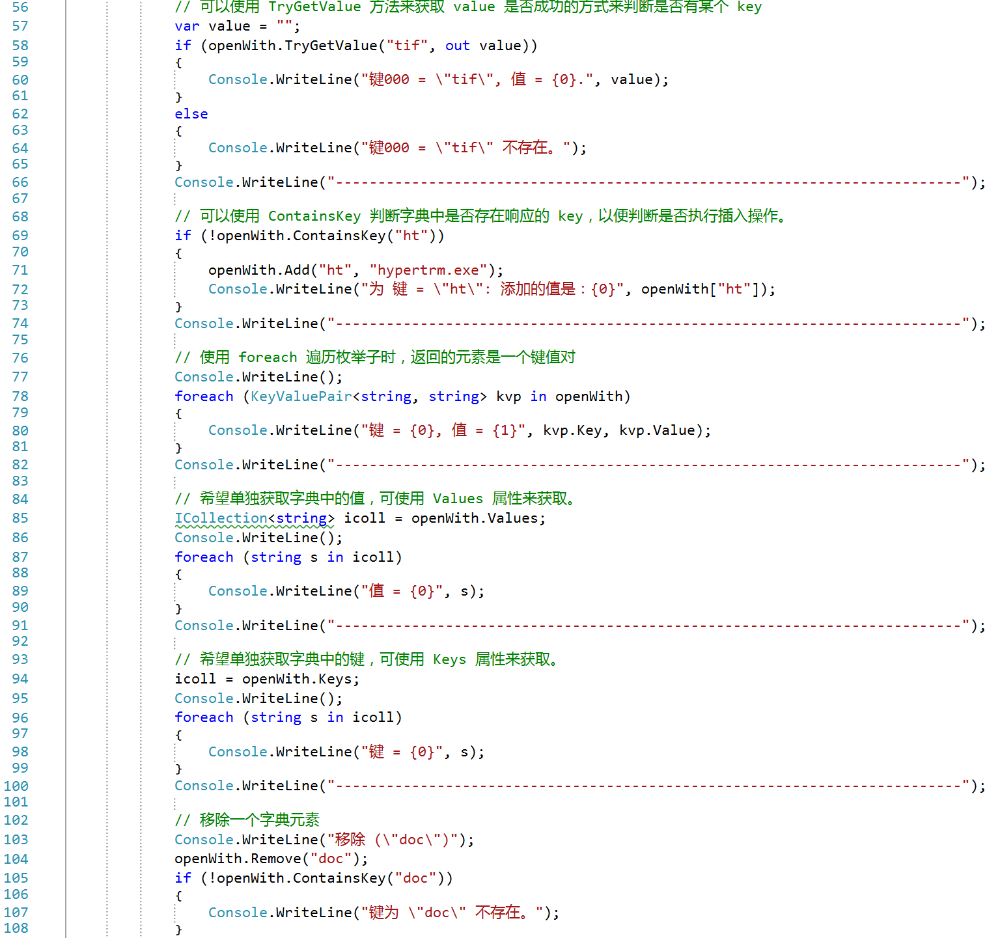 56 // 可以使用 TryGetValue 方法来获取 value 是否成功的方式来判断是否有某个 key
57 var value = "";
58 if (openWith.TryGetValue("tif", out value))
59 {
60 Console.WriteLine("键000 = \"tif\", 值 = {0}.", value);
61 }
62 else
63 {
64 Console.WriteLine("键000 = \"tif\" 不存在。");
65 }
66 Console.WriteLine("--------------------------------------------------------------------------");
67
68 // 可以使用 ContainsKey 判断字典中是否存在响应的 key，以便判断是否执行插入操作。
69 if (!openWith.ContainsKey("ht"))
70 {
71 openWith.Add("ht", "hypertrm.exe");
72 Console.WriteLine("为 键 = \"ht\": 添加的值是：{0}", openWith["ht"]);
73 }
74 Console.WriteLine("--------------------------------------------------------------------------");
75
76 // 使用 foreach 遍历枚举子时，返回的元素是一个键值对
77 Console.WriteLine();
78 foreach (KeyValuePair<string, string> kvp in openWith)
79 {
80 Console.WriteLine("键 = {0}, 值 = {1}", kvp.Key, kvp.Value);
81 }
82 Console.WriteLine("--------------------------------------------------------------------------");
83
84 // 希望单独获取字典中的值，可使用 Values 属性来获取。
85 ICollection<string> icoll = openWith.Values;
86 Console.WriteLine();
87 foreach (string s in icoll)
88 {
89 Console.WriteLine("值 = {0}", s);
90 }
91 Console.WriteLine("--------------------------------------------------------------------------");
92
93 // 希望单独获取字典中的键，可使用 Keys 属性来获取。
94 icoll = openWith.Keys;
95 Console.WriteLine();
96 foreach (string s in icoll)
97 {
98 Console.WriteLine("键 = {0}", s);
99 }
100 Console.WriteLine("--------------------------------------------------------------------------");
101
102 // 移除一个字典元素
103 Console.WriteLine("移除 (\"doc\")");
104 openWith.Remove("doc");
105 if (!openWith.ContainsKey("doc"))
106 {
107 Console.WriteLine("键为 \"doc\" 不存在。");
108 }